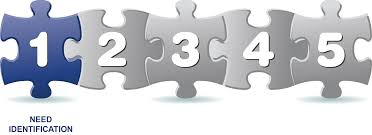 1 2 3 4 5
NEED
IDENTIFICATION